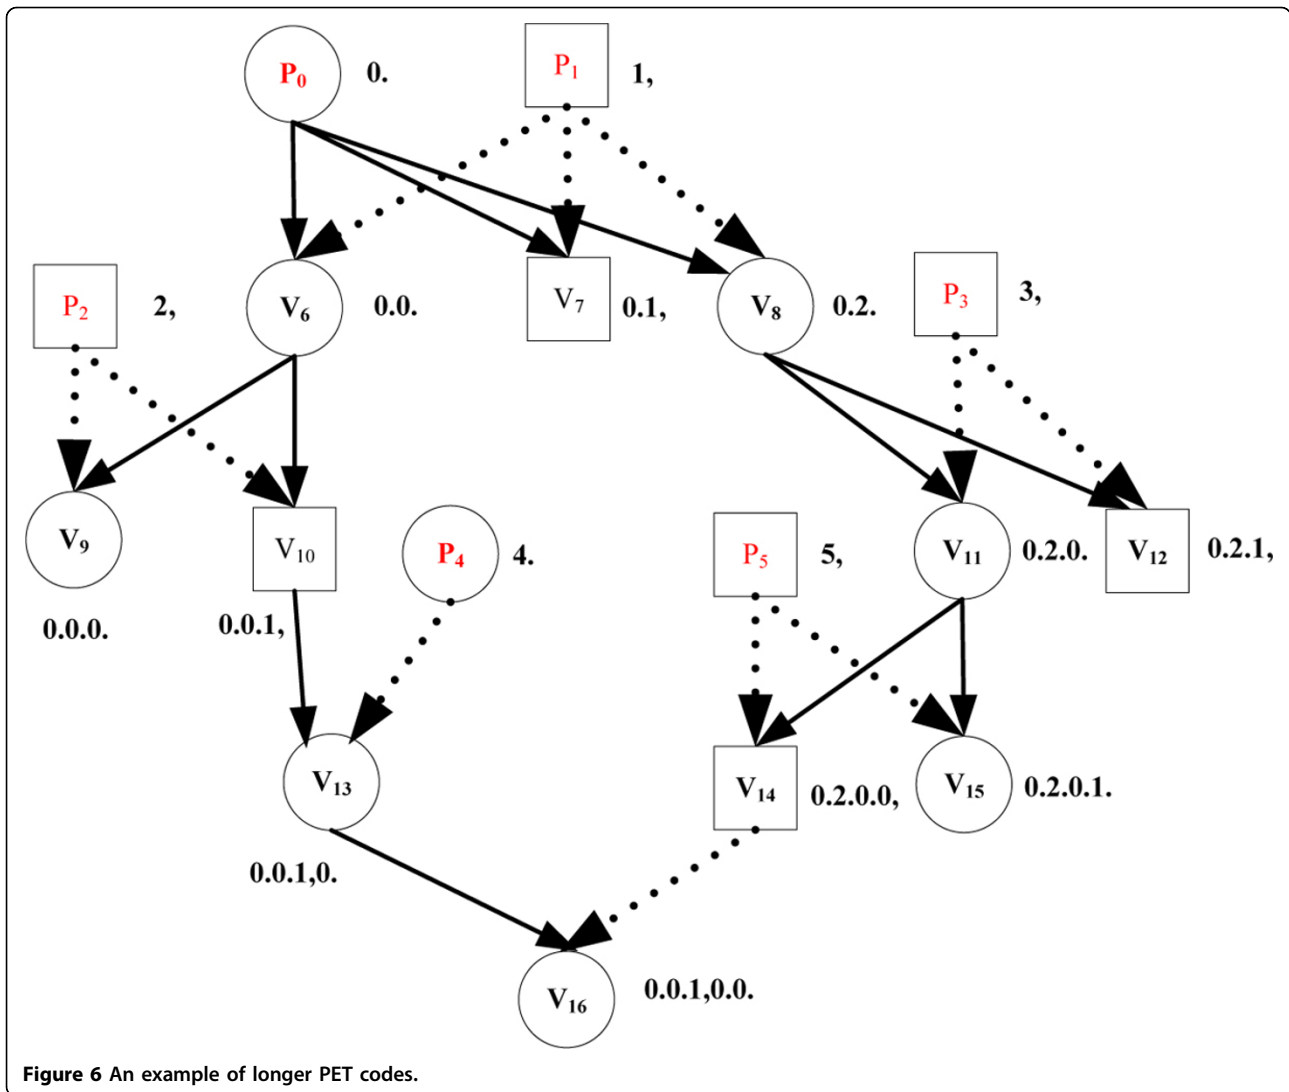 P0 0. P1 1,
P2 2, V6 0.0. V7 0.1, V8 0.2. P3 3,
V9 V10 P4 4. P5 5, V11 0.2.0. V12 0.2.1,
0.0.0. 0.0.1,
V13 V14 0.2.0.0, V15 0.2.0.1.
0.0.1,0.
V16 0.0.1,0.0.
Figure 6 An example of longer PET codes.